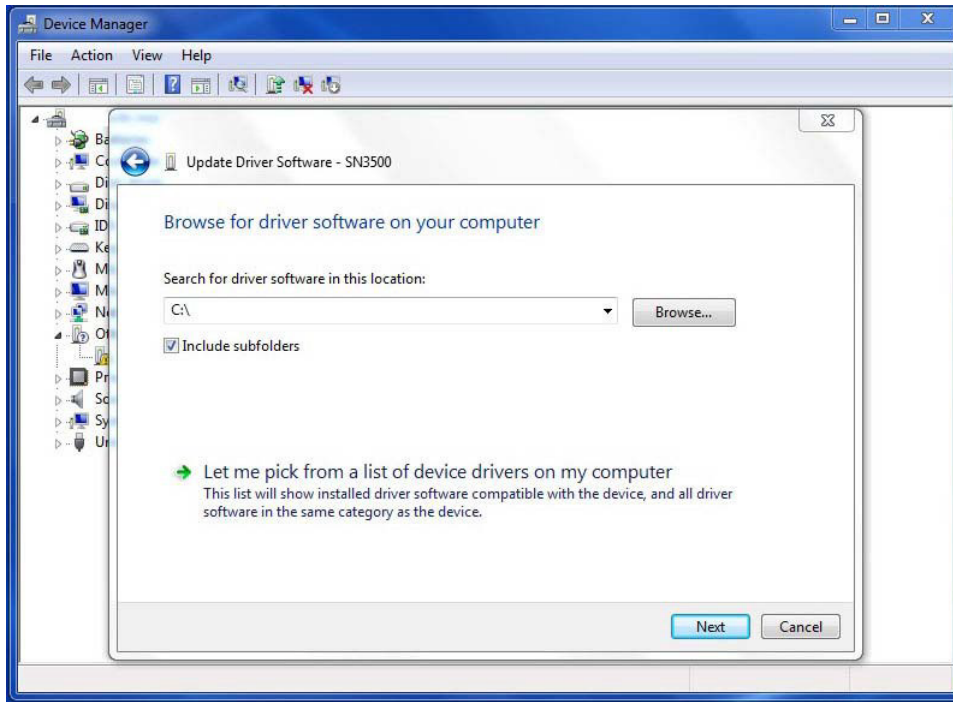 Device Manager
File Action View Help
Update Driver Software - SN3500
Browse for driver software on your computer
Search for driver software in this location:
C:\
Browse...
Include subfolders
Let me pick from a list of device drivers on my computer
This list will show installed driver software compatible with the device, and all driver
software in the same category as the device.
Next Cancel